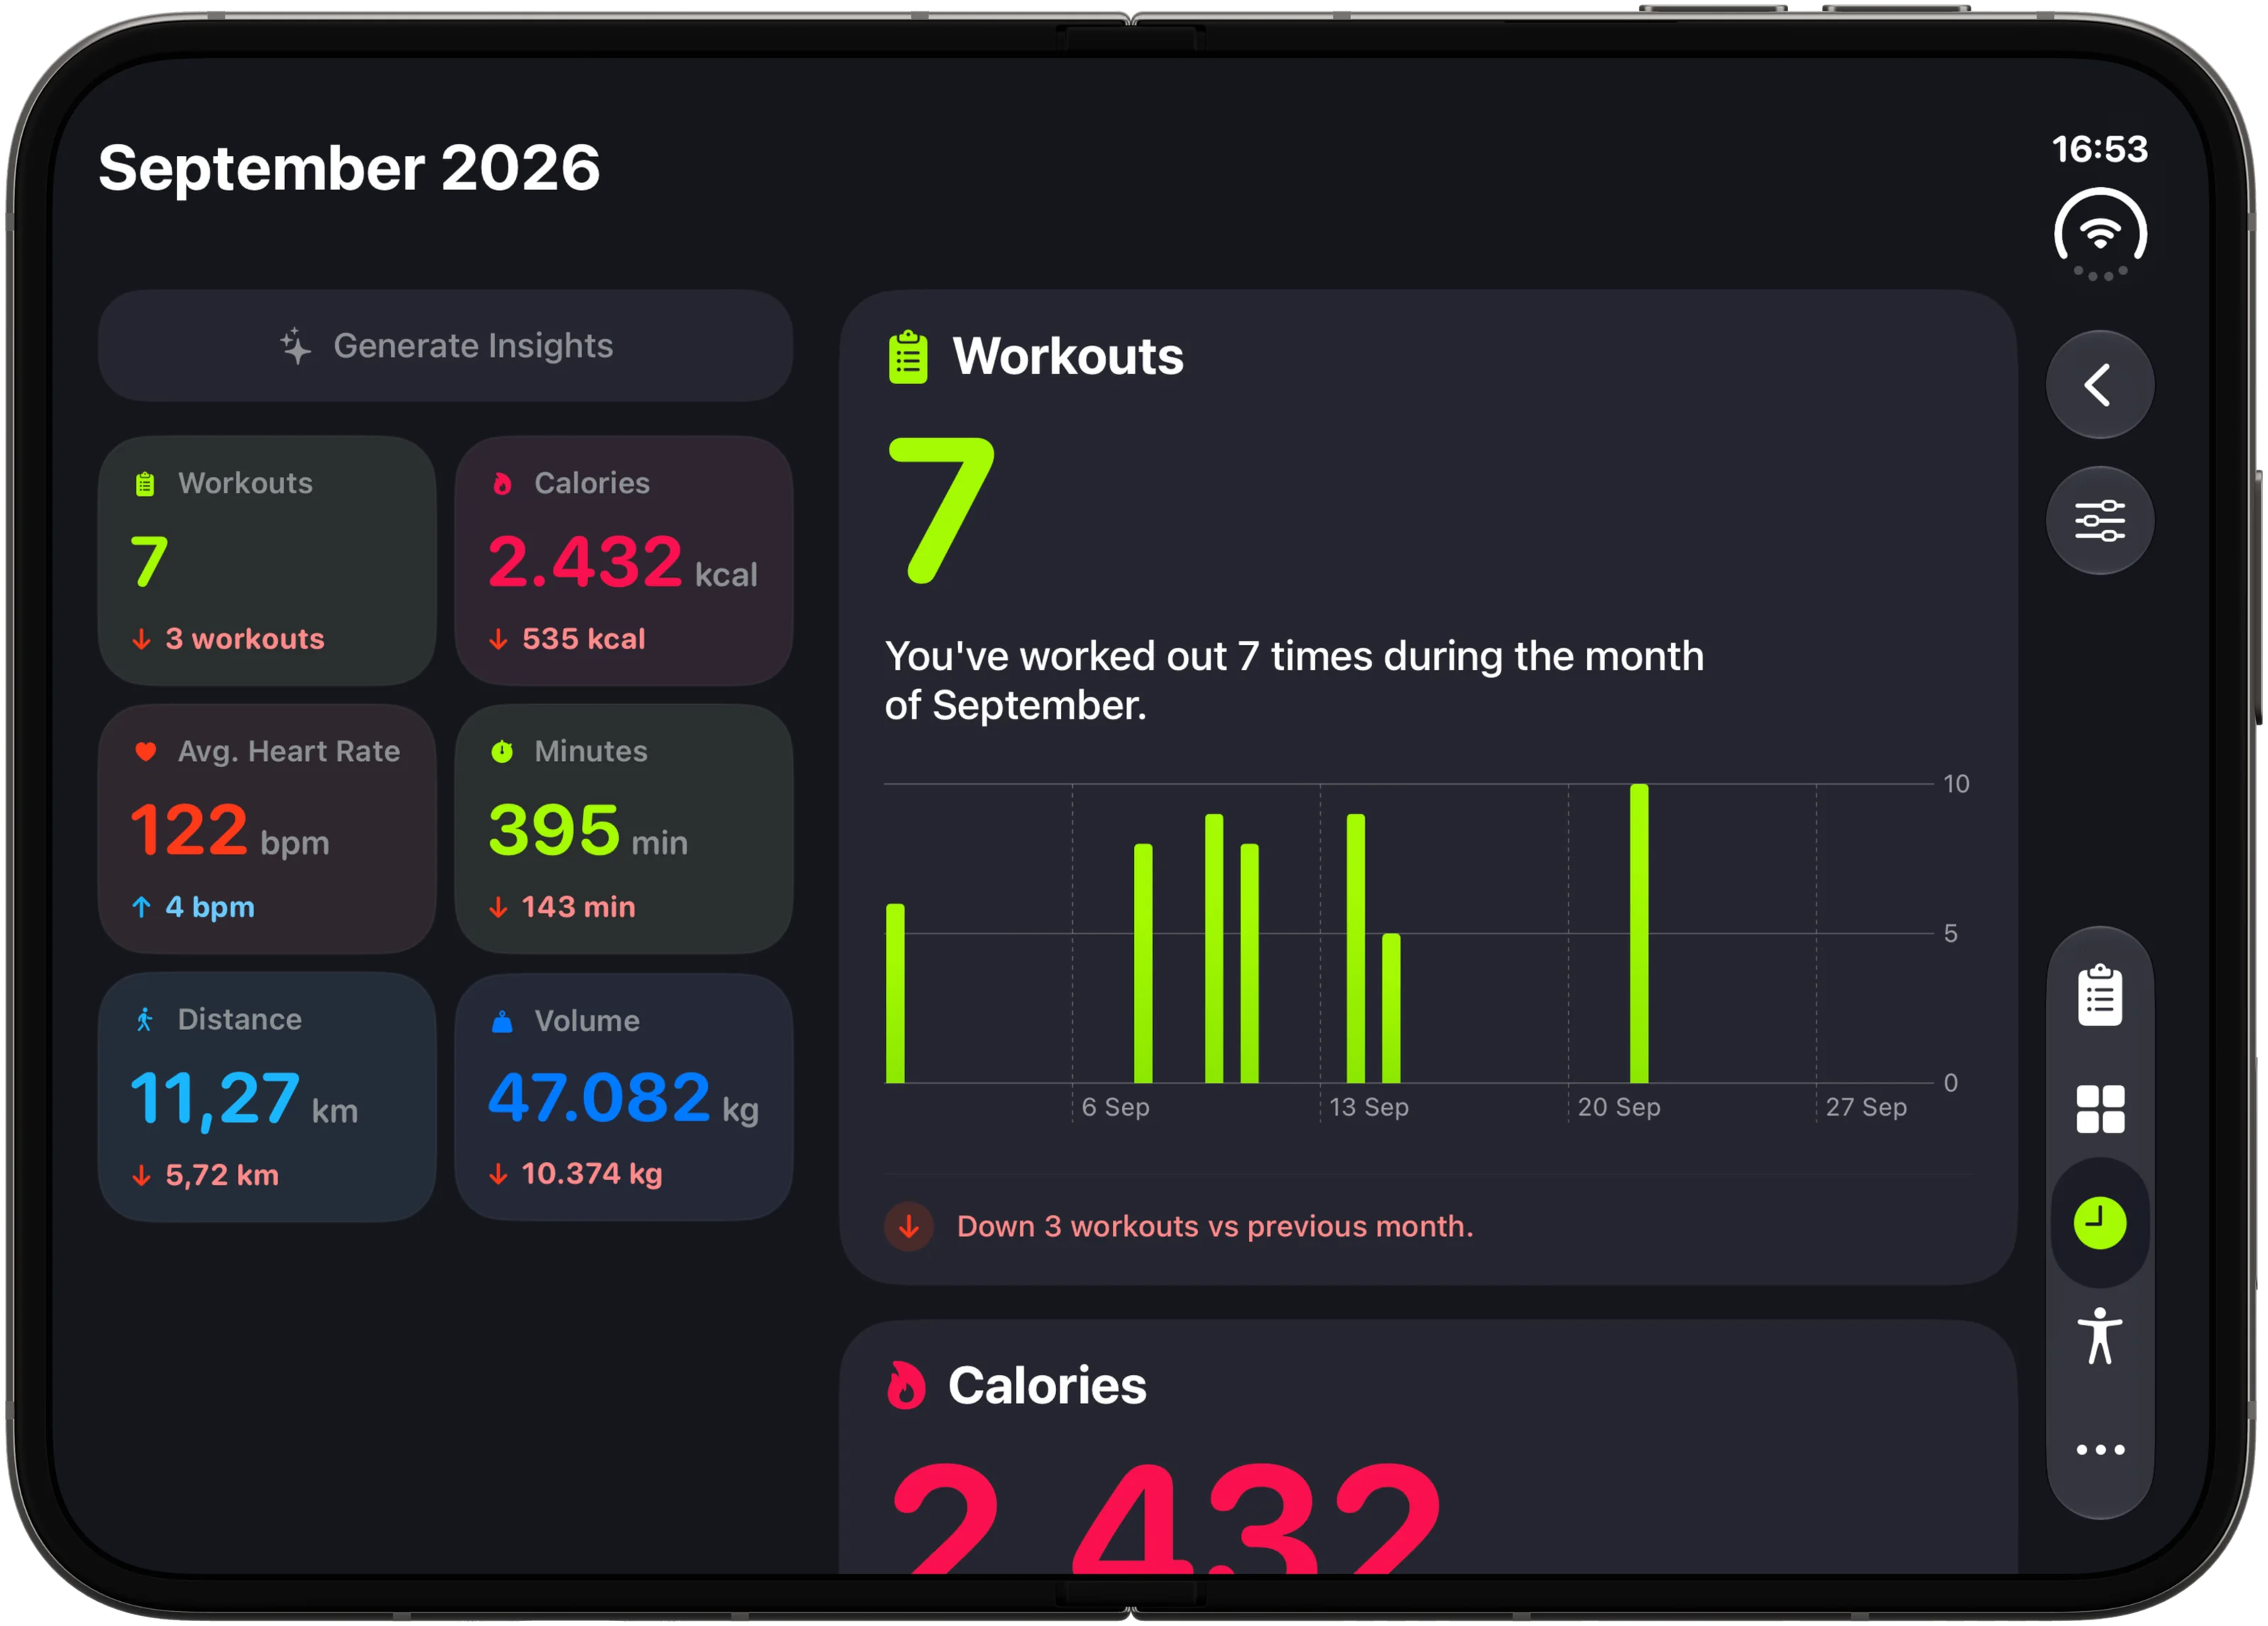 September 2026
16:53
Generate Insights
Workouts
7
3 workouts
Calories
2.432 kcal
535 kcal
Avg. Heart Rate
122 bpm
4 bpm
Minutes
395 min
143 min
Distance
11,27 km
5,72 km
Volume
47.082 kg
10.374 kg
Workouts
7
You've worked out 7 times during the month
of September.
10
5
0
6 Sep
13 Sep
20 Sep
27 Sep
Down 3 workouts vs previous month.
Calories
2.432